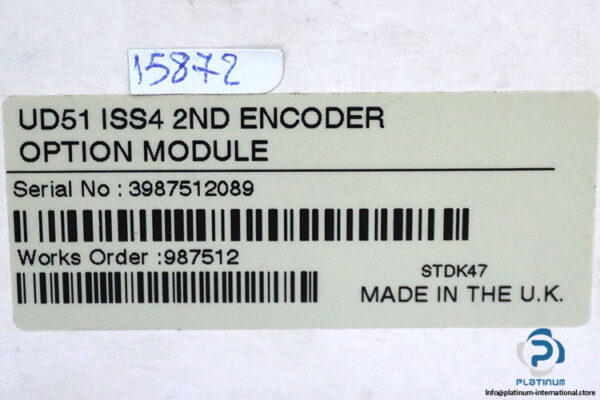 15872
UD51 ISS4 2ND ENCODER
OPTION MODULE
Serial No : 3987512089
Works Order :987512
STDK47
MADE IN THE U.K.
PLATINUM
Info@platinum-international.store